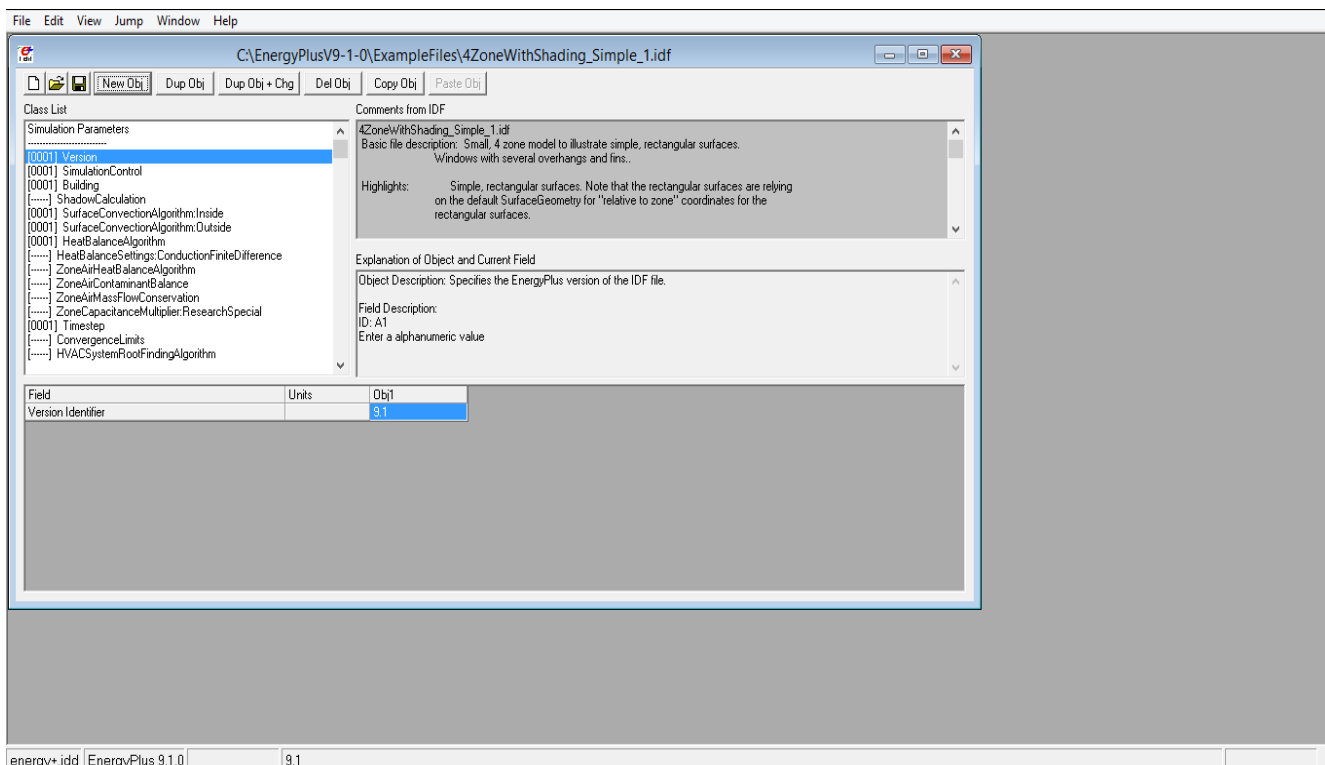 File Edit View Jump Window Help
C:\EnergyPlusV9-1-0\ExampleFiles\4ZoneWithShading_Simple_1.idf
New Obj Dup Obj Dup Obj + Chg Del Obj Copy Obj Paste Obj
Class List
Simulation Parameters
--------------------------
[0001] Version
[0001] SimulationControl
[0001] Building
[------] ShadowCalculation
[0001] SurfaceConvectionAlgorithm:Inside
[0001] SurfaceConvectionAlgorithm:Outside
[0001] HeatBalanceAlgorithm
[------] HeatBalanceSettings:ConductionFiniteDifference
[------] ZoneAirHeatBalanceAlgorithm
[------] ZoneAirContaminantBalance
[------] ZoneAirMassFlowConservation
[------] ZoneCapacitanceMultiplier:ResearchSpecial
[0001] Timestep
[------] ConvergenceLimits
[------] HVACSystemRootFindingAlgorithm
Comments from IDF
4ZoneWithShading_Simple_1.idf
Basic file description: Small, 4 zone model to illustrate simple, rectangular surfaces.
Windows with several overhangs and fins..
Highlights: Simple, rectangular surfaces. Note that the rectangular surfaces are relying
on the default SurfaceGeometry for "relative to zone" coordinates for the
rectangular surfaces.
Explanation of Object and Current Field
Object Description: Specifies the EnergyPlus version of the IDF file.
Field Description:
ID: A1
Enter a alphanumeric value
Field Units Obj1
Version Identifier 9.1
energy+.idd EnergyPlus 9.1.0 9.1